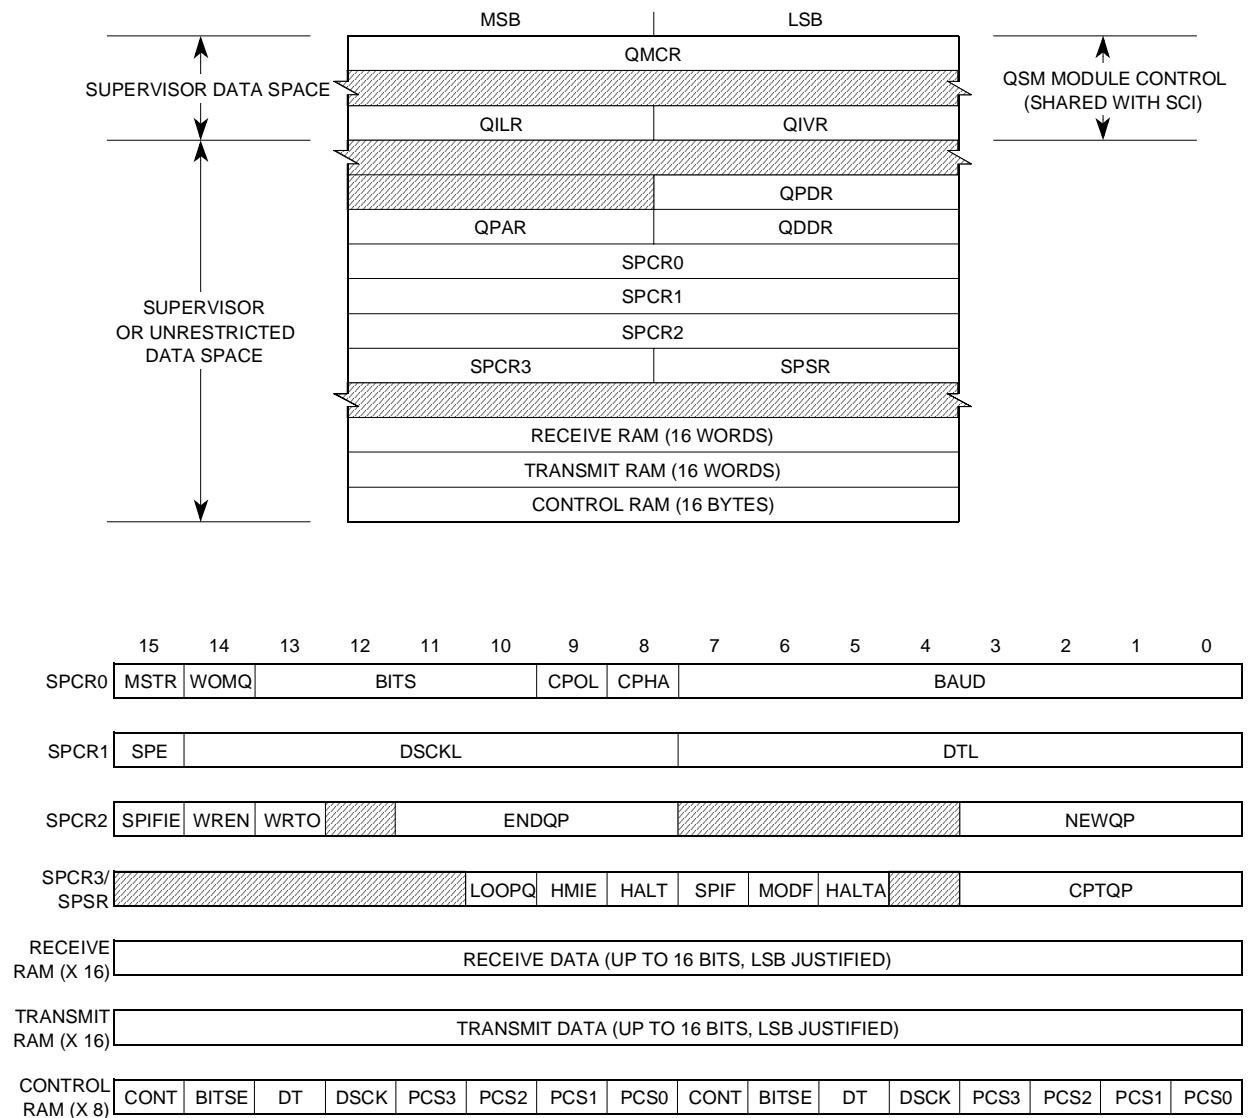 MSB LSB
QMCR
SUPERVISOR DATA SPACE
QSM MODULE CONTROL
(SHARED WITH SCI)
QILR QIVR
QPDR
QPAR QDDR
SPCR0
SPCR1
SPCR2
SPCR3 SPSR
SUPERVISOR
OR UNRESTRICTED
DATA SPACE
RECEIVE RAM (16 WORDS)
TRANSMIT RAM (16 WORDS)
CONTROL RAM (16 BYTES)
15 14 13 12 11 10 9 8 7 6 5 4 3 2 1 0
SPCR0 MSTR WOMQ BITS CPOL CPHA BAUD
SPCR1 SPE DSCKL DTL
SPCR2 SPIFIE WREN WRTO ENDQP NEWQP
SPCR3/
SPSR LOOPQ HMIE HALT SPIF MODF HALTA CPTQP
RECEIVE
RAM (X 16) RECEIVE DATA (UP TO 16 BITS, LSB JUSTIFIED)
TRANSMIT
RAM (X 16) TRANSMIT DATA (UP TO 16 BITS, LSB JUSTIFIED)
CONTROL
RAM (X 8) CONT BITSE DT DSCK PCS3 PCS2 PCS1 PCS0 CONT BITSE DT DSCK PCS3 PCS2 PCS1 PCS0